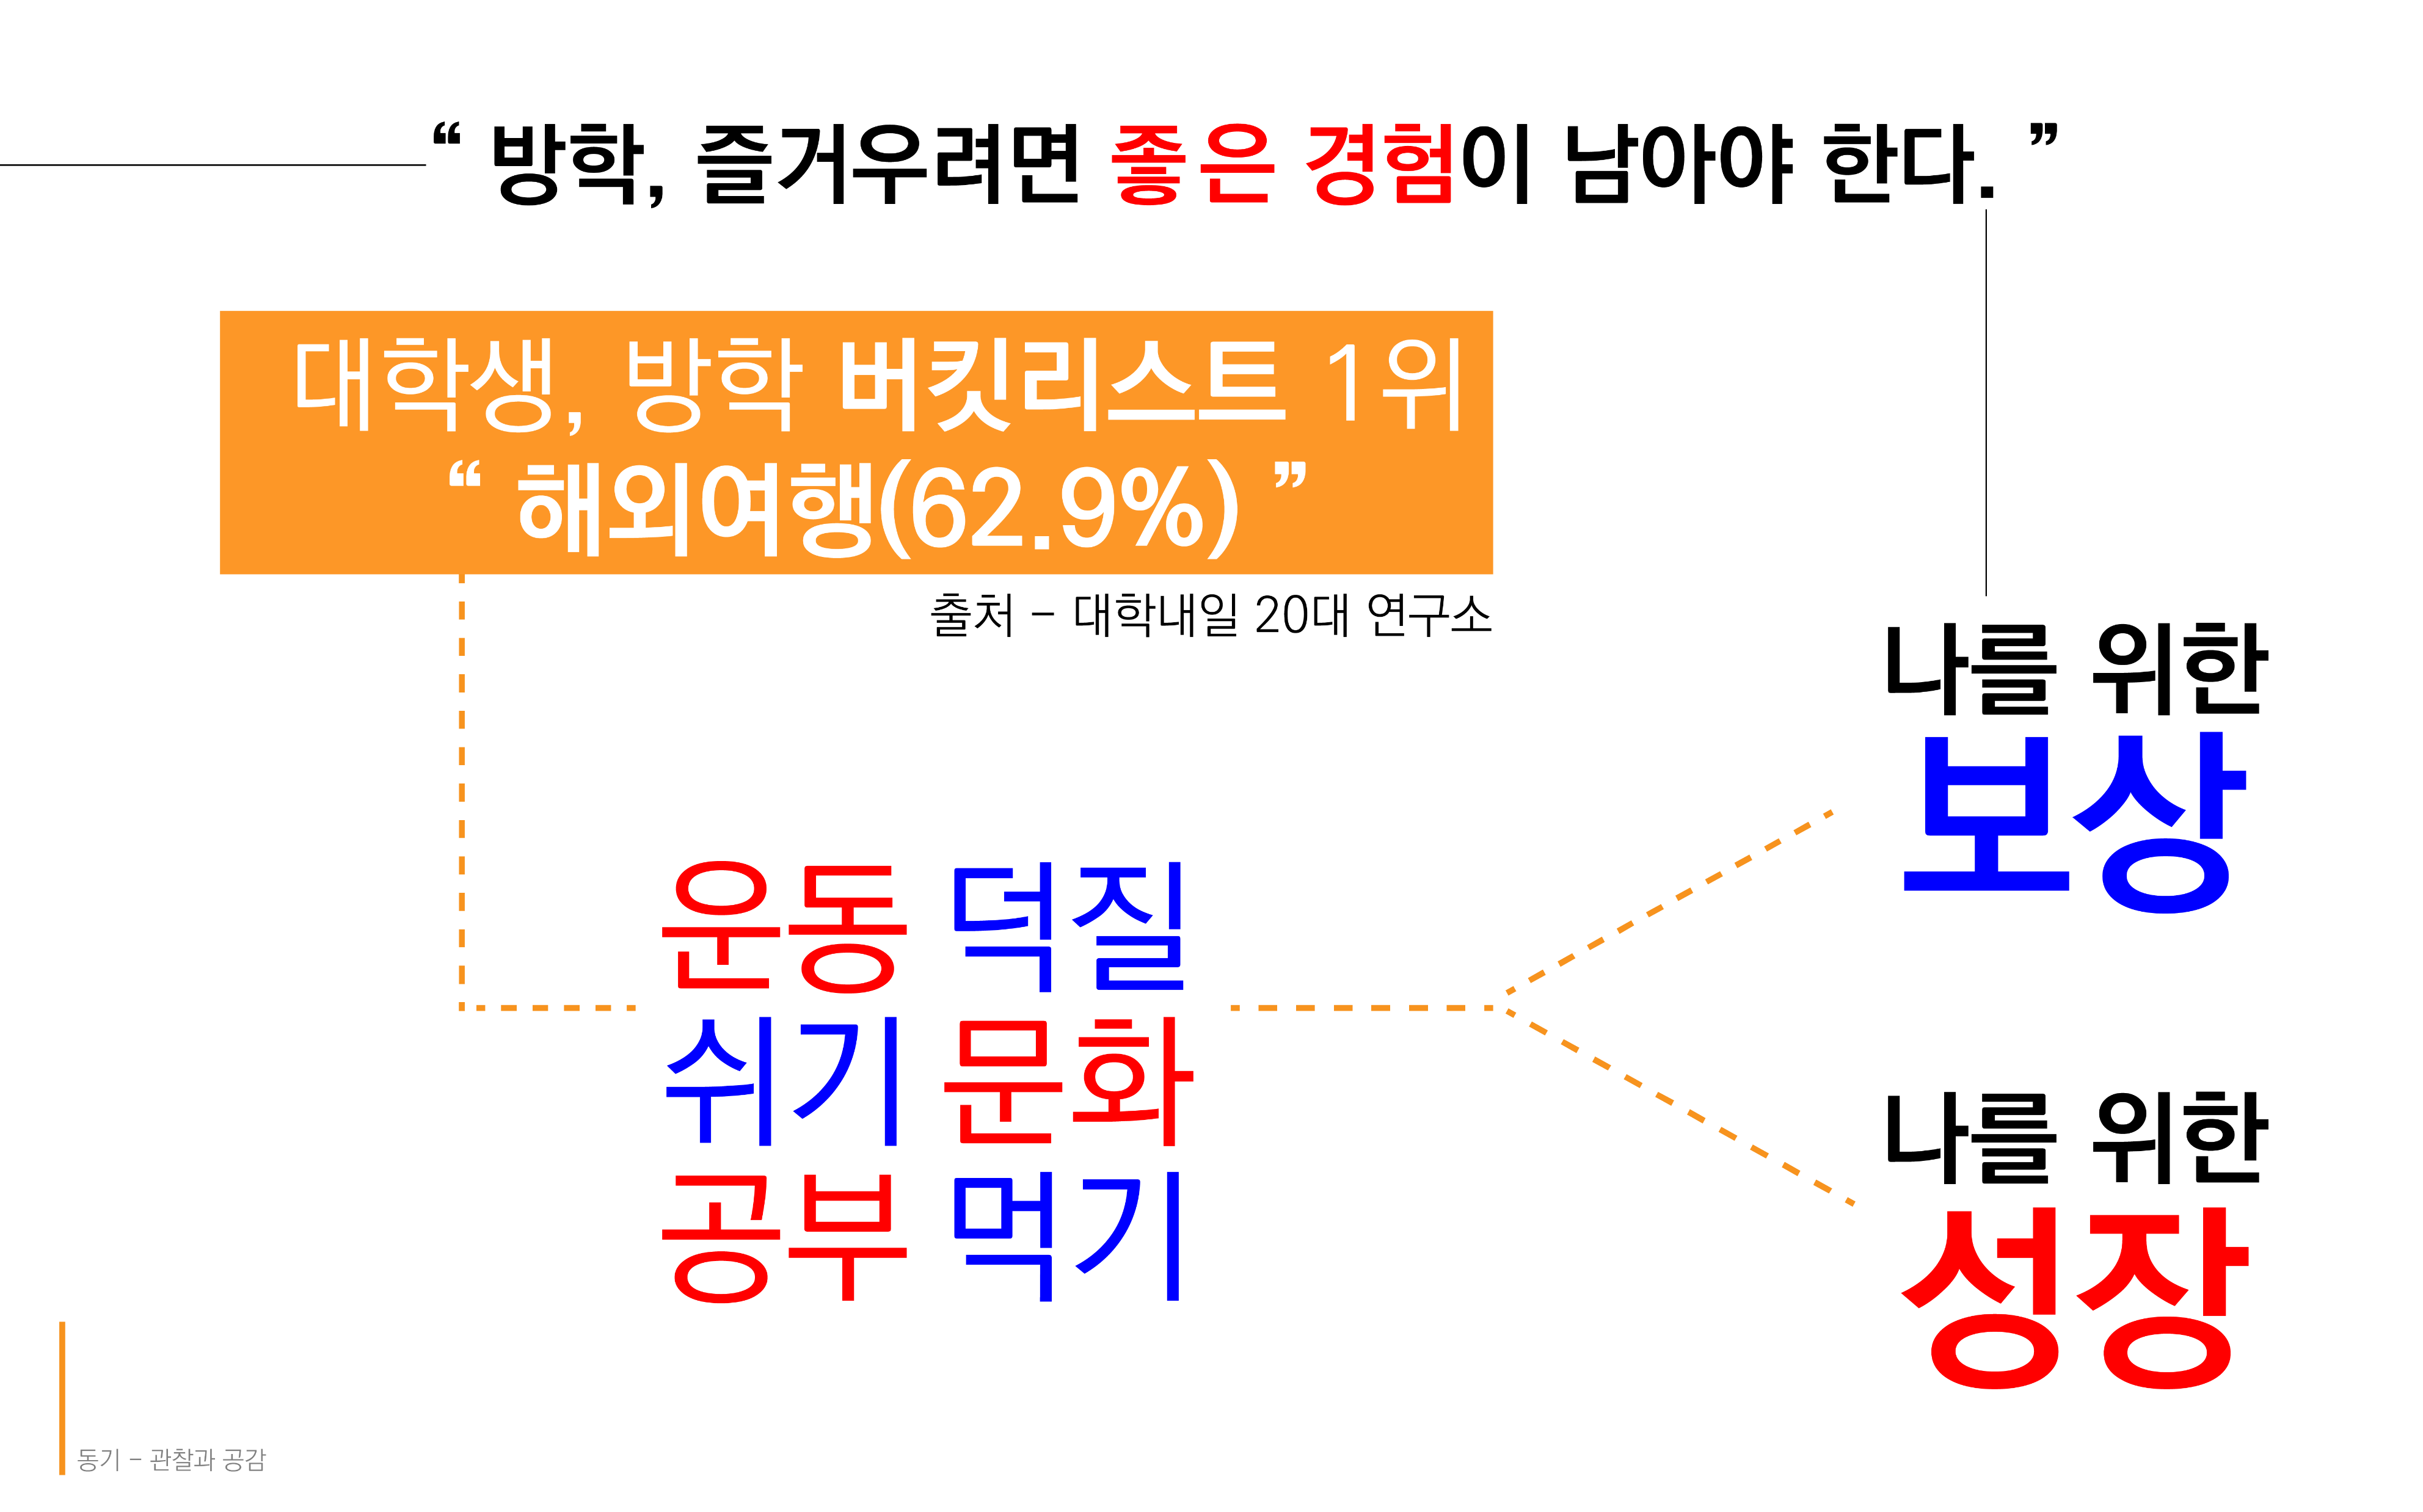 “ 방학, 즐거우려면 좋은 경험이 남아야 한다. ”
대학생, 방학 버킷리스트 1위
“ 해외여행(62.9%) ”
출처 - 대학내일 20대 연구소
운동 덕질
쉬기 문화
공부 먹기
나를 위한
보상
나를 위한
성장
동기 - 관찰과 공감